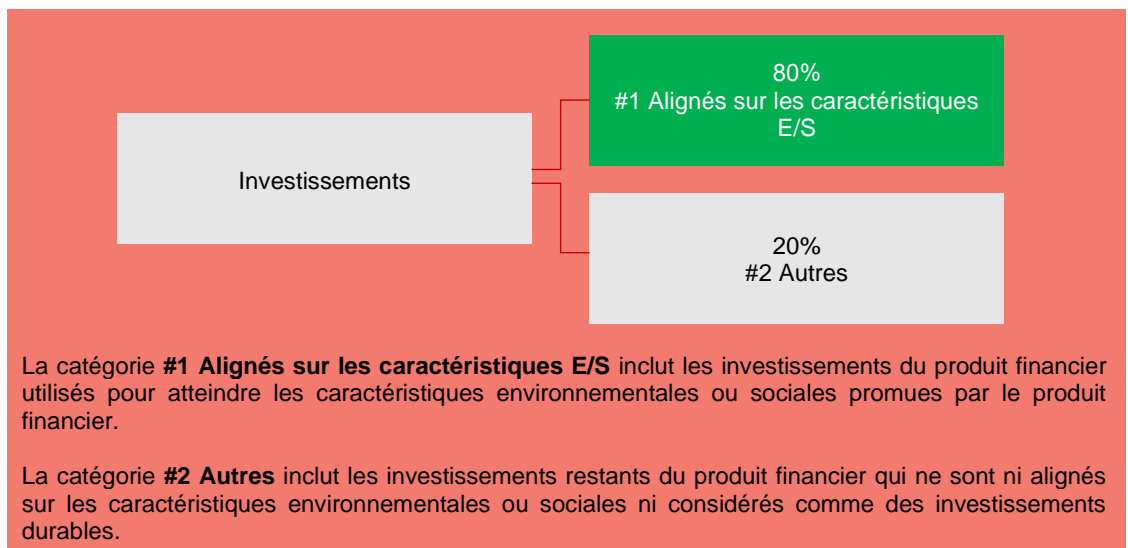 80%
#1 Alignés sur les caractéristiques
E/S
Investissements
20%
#2 Autres
La catégorie #1 Alignés sur les caractéristiques E/S inclut les investissements du produit financier
utilisés pour atteindre les caractéristiques environnementales ou sociales promues par le produit
financier.
La catégorie #2 Autres inclut les investissements restants du produit financier qui ne sont ni alignés
sur les caractéristiques environnementales ou sociales ni considérés comme des investissements
durables.